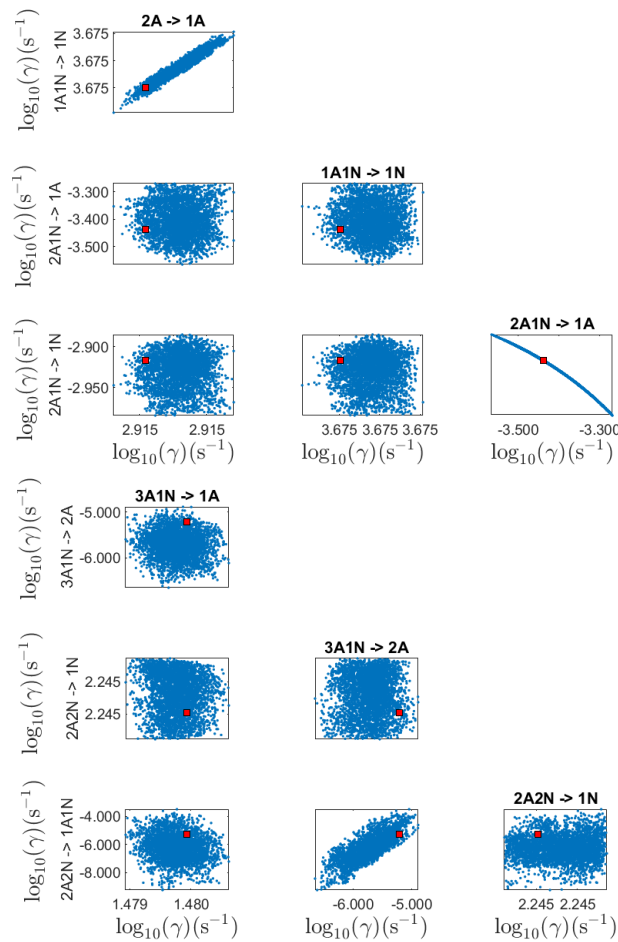 2A -> 1A
log10(γ)(s−1)
1A1N -> 1N
3.675
3.675
3.675
1A1N -> 1N
log10(γ)(s−1)
2A1N -> 1A
-3.300
-3.400
-3.500
2A1N -> 1A
log10(γ)(s−1)
2A1N -> 1N
-2.900
-2.950
2.915
2.915
3.675
3.675
3.675
-3.500
-3.300
log10(γ)(s−1)
log10(γ)(s−1)
log10(γ)(s−1)
3A1N -> 1A
log10(γ)(s−1)
3A1N -> 2A
-5.000
-6.000
3A1N -> 2A
log10(γ)(s−1)
2A2N -> 1N
2.245
2.245
2A2N -> 1N
log10(γ)(s−1)
2A2N -> 1A1N
-4.000
-6.000
-8.000
1.479
1.480
-6.000
-5.000
2.245
2.245
log10(γ)(s−1)
log10(γ)(s−1)
log10(γ)(s−1)